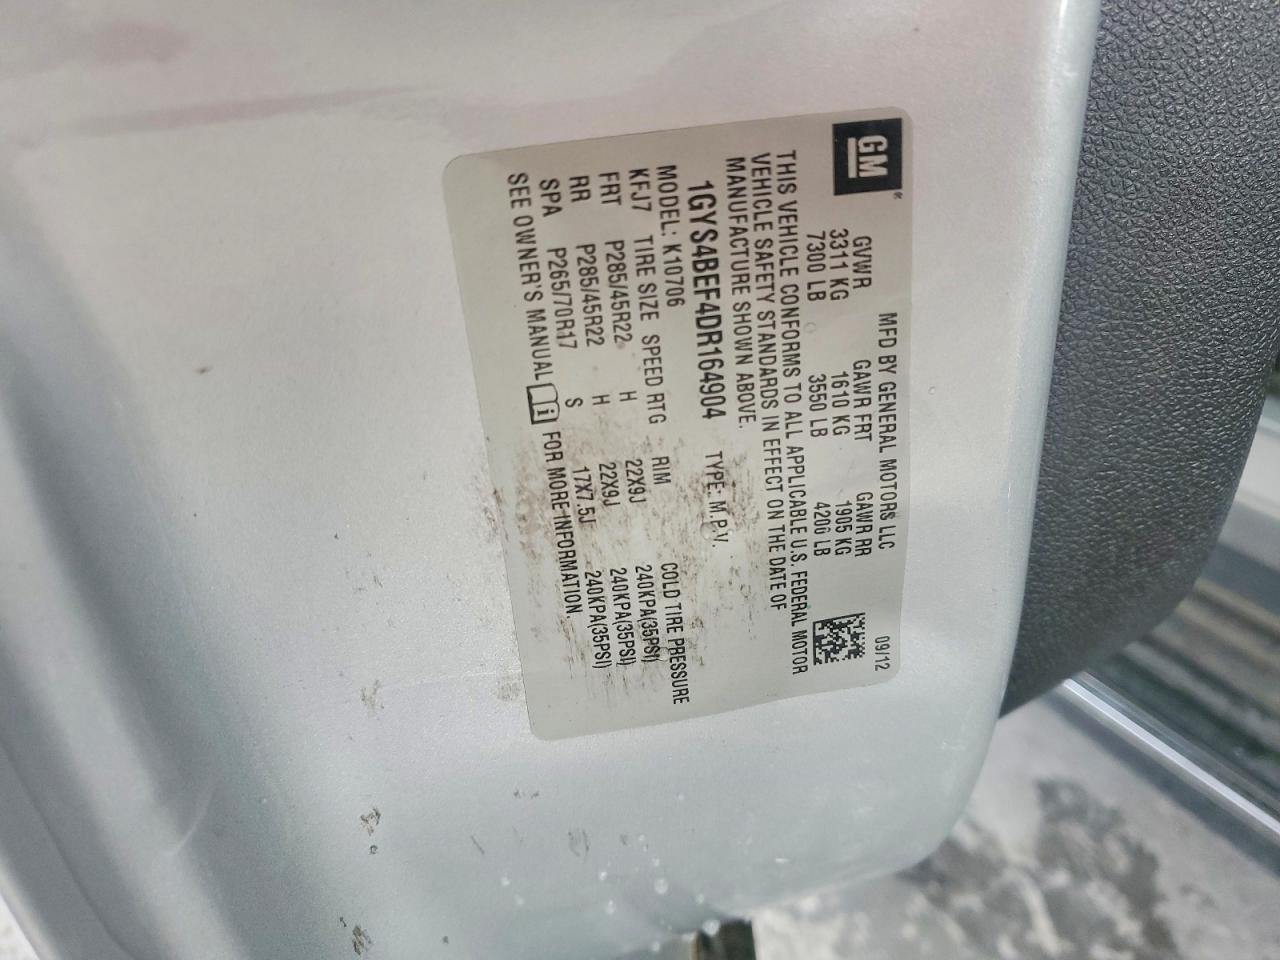 GM
MFD BY GENERAL MOTORS LLC 09/12
GVWR GAWR FRT GAWR RR
3311 KG 1610 KG 1905 KG
7300 LB 3550 LB 4206 LB
THIS VEHICLE CONFORMS TO ALL APPLICABLE U.S. FEDERAL MOTOR
VEHICLE SAFETY STANDARDS IN EFFECT ON THE DATE OF
MANUFACTURE SHOWN ABOVE.
1GYS4BEF4DR164904 TYPE: M.P.V.
MODEL: K10706
KFJ7 TIRE SIZE SPEED RTG RIM COLD TIRE PRESSURE
FRT P285/45R22 H 22X9J 240KPA(35PSI)
RR P285/45R22 H 22X9J 240KPA(35PSI)
SPA P265/70R17 S 17X7.5J 240KPA(35PSI)
SEE OWNER'S MANUAL i FOR MORE INFORMATION.